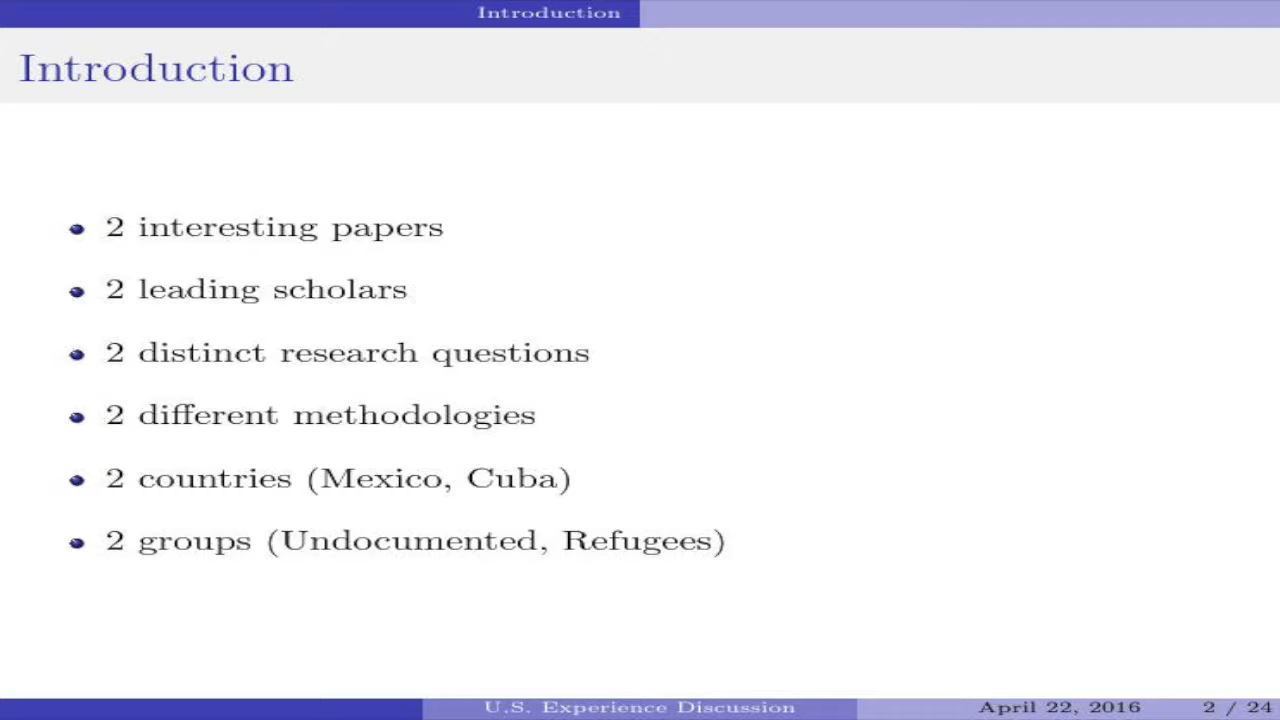 Introduction
Introduction
2 interesting papers
2 leading scholars
2 distinct research questions
2 different methodologies
2 countries (Mexico, Cuba)
2 groups (Undocumented, Refugees)
U.S. Experience Discussion April 22, 2016 2 / 24